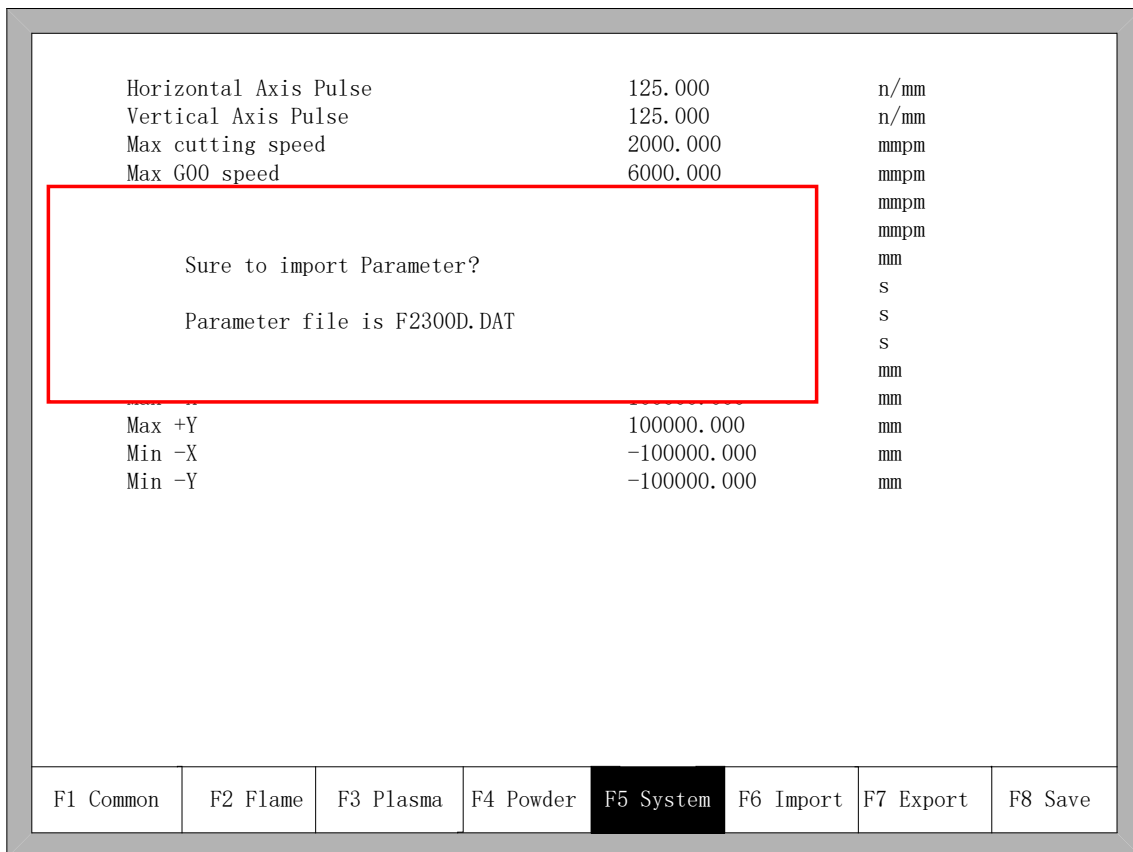 Horizontal Axis Pulse 125.000 n/mm
Vertical Axis Pulse 125.000 n/mm
Max cutting speed 2000.000 mmpm
Max G00 speed 6000.000 mmpm
mmpm
mmpm
Sure to import Parameter? mm
s
Parameter file is F2300D.DAT s
s
mm
mm
Max +Y 100000.000 mm
Min -X -100000.000 mm
Min -Y -100000.000 mm
F1 Common F2 Flame F3 Plasma F4 Powder F5 System F6 Import F7 Export F8 Save